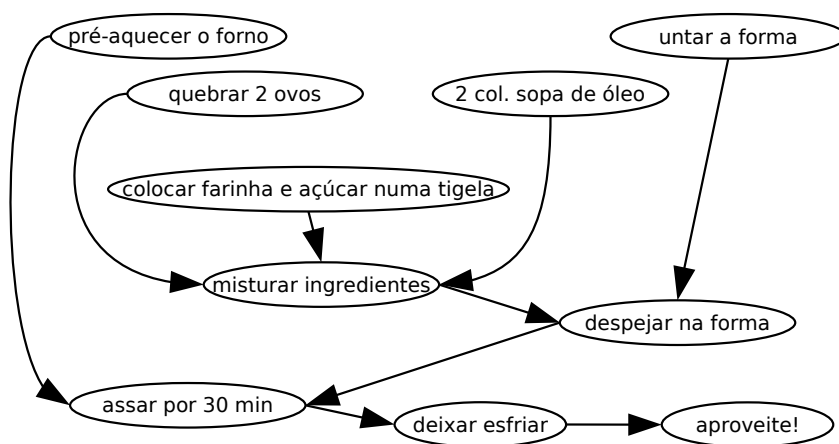 pré-aquecer o forno
untar a forma
quebrar 2 ovos
2 col. sopa de óleo
colocar farinha e açúcar numa tigela
misturar ingredientes
despejar na forma
assar por 30 min
deixar esfriar
aproveite!